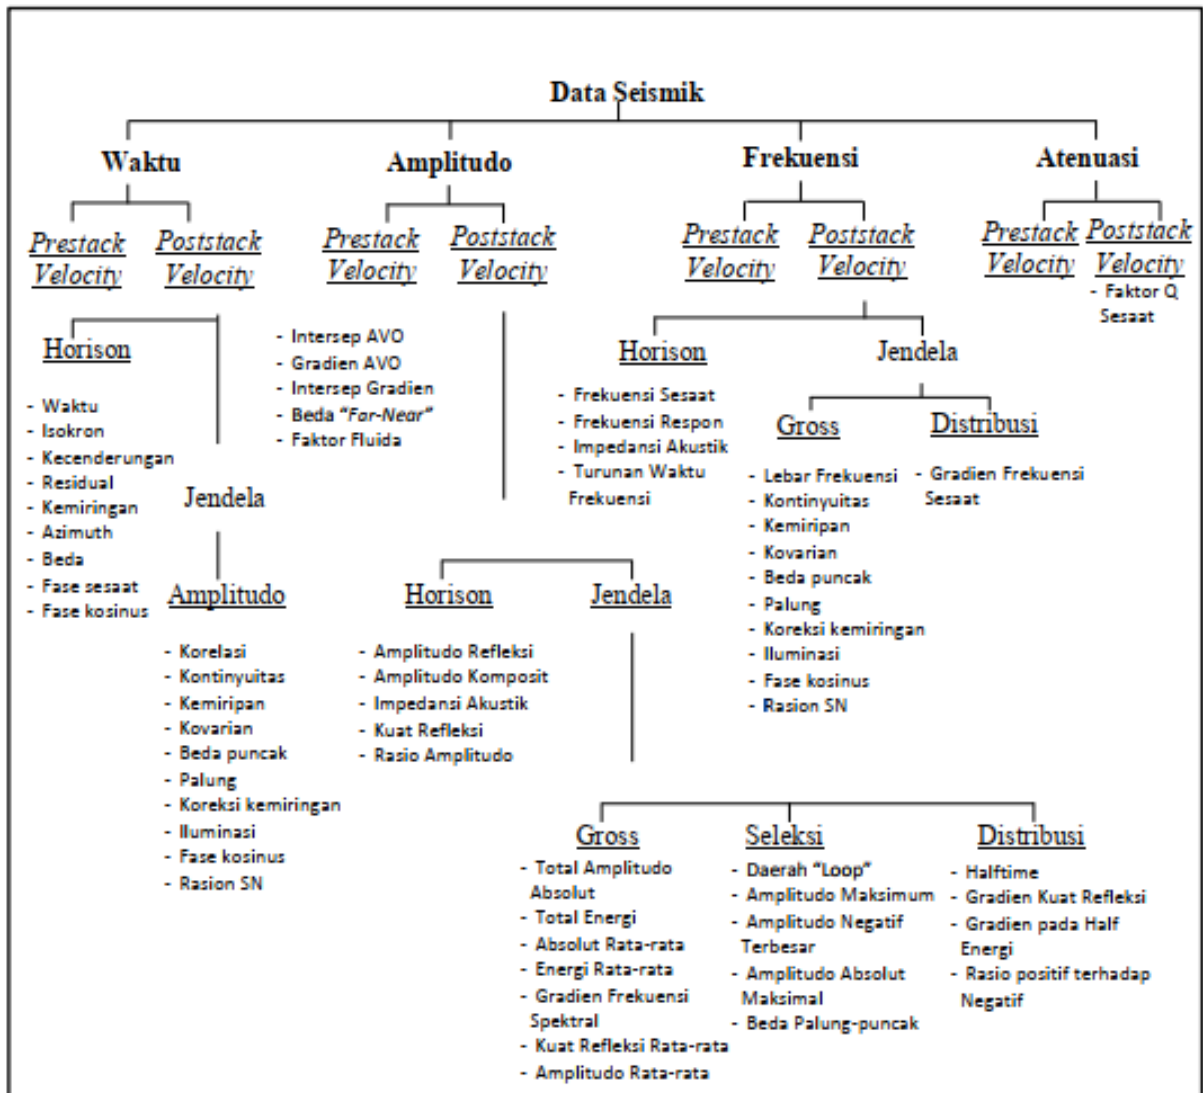 Data Seismik
Waktu
Amplitudo
Frekuensi
Atenuasi
Prestack
Velocity
Poststack
Velocity
Prestack
Velocity
Poststack
Velocity
Prestack
Velocity
Poststack
Velocity
Prestack
Velocity
Poststack
Velocity
- Faktor Q
Sesaat
Horison
- Waktu
- Isokron
- Kecenderungan
- Residual
- Kemiringan
- Azimuth
- Beda
- Fase sesaat
- Fase kosinus
Jendela
Amplitudo
- Korelasi
- Kontinyuitas
- Kemiripan
- Kovarian
- Beda puncak
- Palung
- Koreksi kemiringan
- Iluminasi
- Fase kosinus
- Rasion SN
- Intersep AVO
- Gradien AVO
- Intersep Gradien
- Beda "Far-Near"
- Faktor Fluida
Horison
- Amplitudo Refleksi
- Amplitudo Komposit
- Impedansi Akustik
- Kuat Refleksi
- Rasio Amplitudo
Jendela
Gross
- Total Amplitudo
Absolut
- Total Energi
- Absolut Rata-rata
- Energi Rata-rata
- Gradien Frekuensi
Spektral
- Kuat Refleksi Rata-rata
- Amplitudo Rata-rata
Seleksi
- Daerah "Loop"
- Amplitudo Maksimum
- Amplitudo Negatif
Terbesar
- Amplitudo Absolut
Maksimal
- Beda Palung-puncak
Distribusi
- Halftime
- Gradien Kuat Refleksi
- Gradien pada Half
Energi
- Rasio positif terhadap
Negatif
Horison
- Frekuensi Sesaat
- Frekuensi Respon
- Impedansi Akustik
- Turunan Waktu
Frekuensi
Jendela
Gross
- Lebar Frekuensi
- Kontinyuitas
- Kemiripan
- Kovarian
- Beda puncak
- Palung
- Koreksi kemiringan
- Iluminasi
- Fase kosinus
- Rasion SN
Distribusi
- Gradien Frekuensi
Sesaat